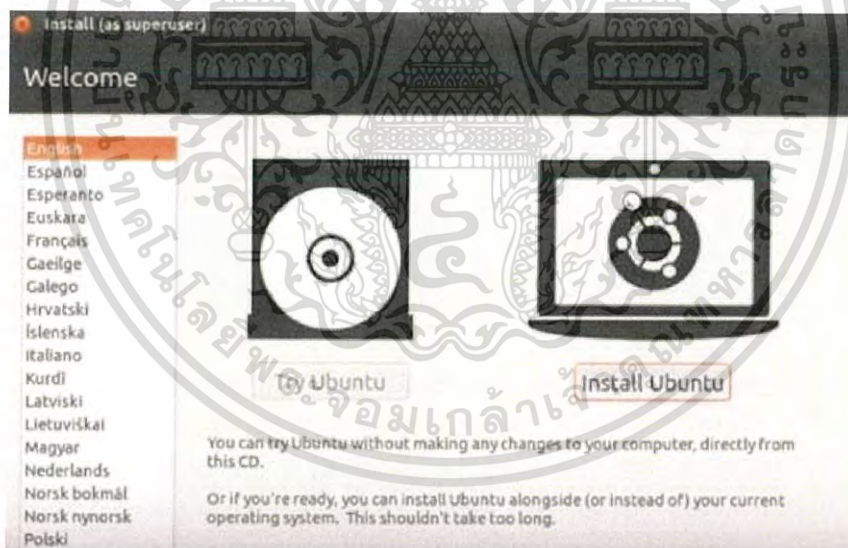 Install (as superuser)
Welcome
English
Español
Esperanto
Euskara
Français
Gaeilge
Galego
Hrvatski
Íslenska
Italiano
Kurdî
Latviski
Lietuviškai
Magyar
Nederlands
Norsk bokmål
Norsk nynorsk
Polski
Try Ubuntu
Install Ubuntu
You can try Ubuntu without making any changes to your computer, directly from
this CD.
Or if you're ready, you can install Ubuntu alongside (or instead of) your current
operating system. This shouldn't take too long.